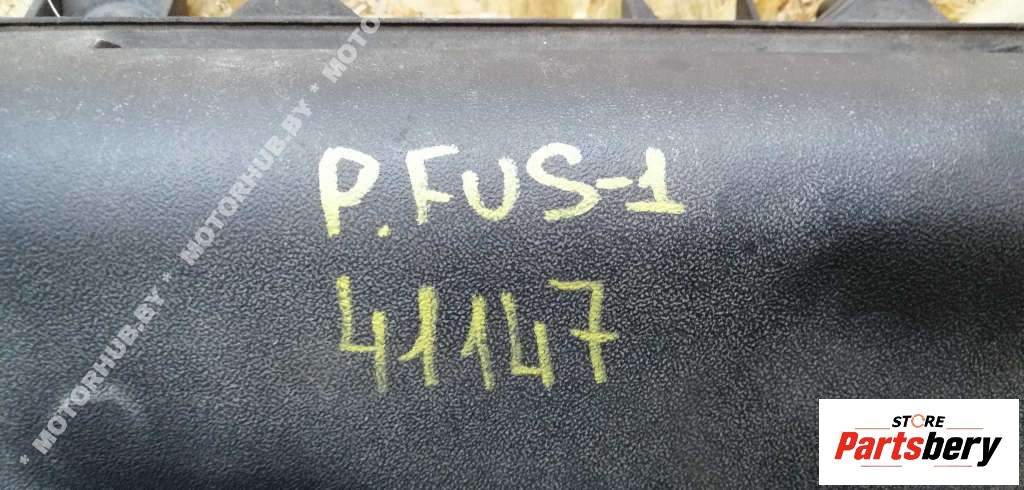 * MOTORHUB.BY * MOTORHUB.BY * MOTO
P.FUS-1
41147
STORE
Partsbery